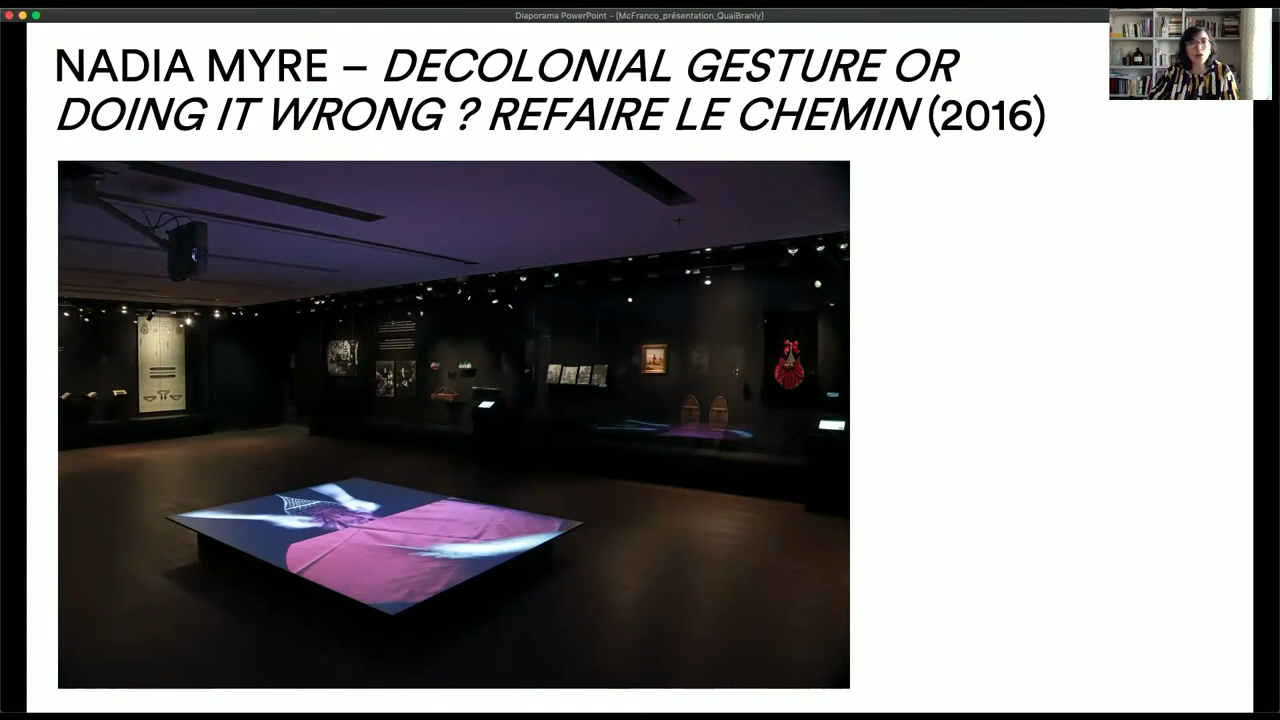 Diaporama PowerPoint - [McFranco_présentation_QuaiBranly]
NADIA MYRE – DECOLONIAL GESTURE OR
DOING IT WRONG ? REFAIRE LE CHEMIN (2016)